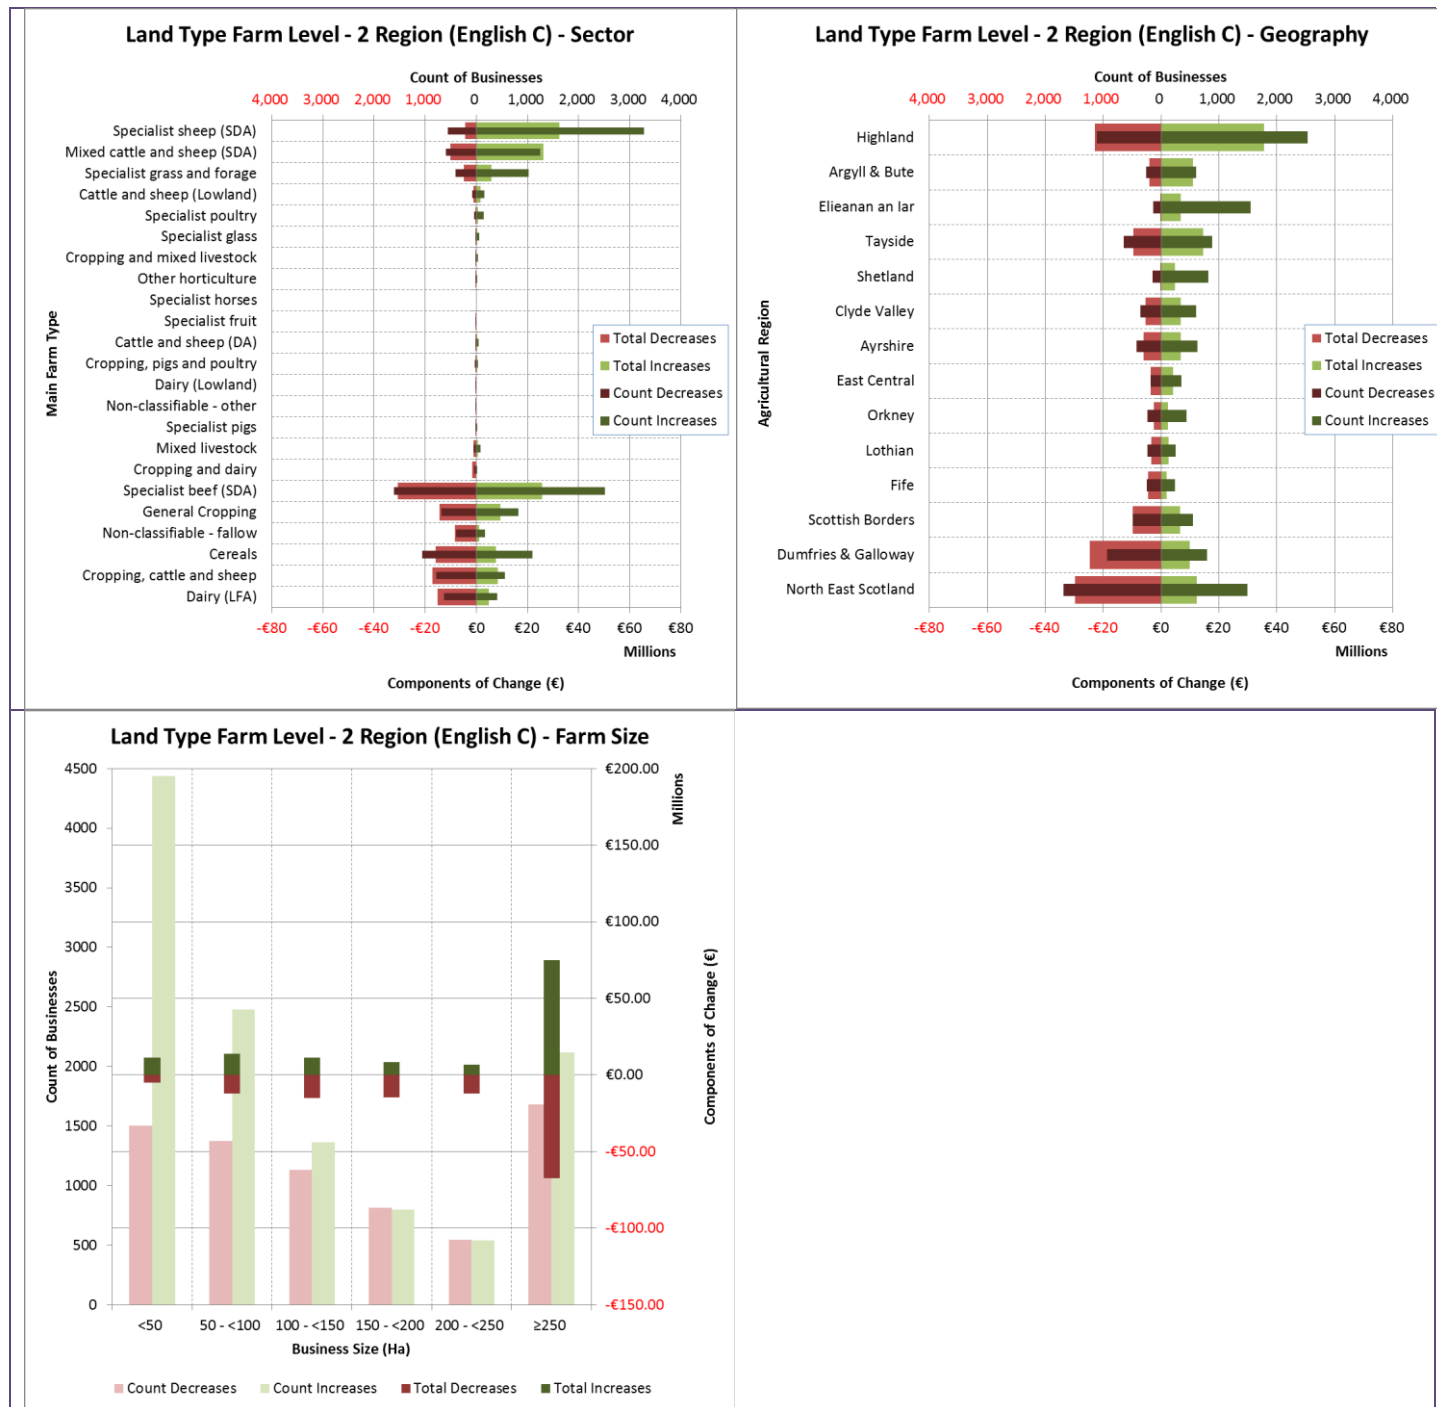 Land Type Farm Level - 2 Region (English C) - Sector
Count of Businesses
4,000 3,000 2,000 1,000 0 1,000 2,000 3,000 4,000
Main Farm Type
Specialist sheep (SDA)
Mixed cattle and sheep (SDA)
Specialist grass and forage
Cattle and sheep (Lowland)
Specialist poultry
Specialist glass
Cropping and mixed livestock
Other horticulture
Specialist horses
Specialist fruit
Cattle and sheep (DA)
Cropping, pigs and poultry
Dairy (Lowland)
Non-classifiable - other
Specialist pigs
Mixed livestock
Cropping and dairy
Specialist beef (SDA)
General Cropping
Non-classifiable - fallow
Cereals
Cropping, cattle and sheep
Dairy (LFA)
Total Decreases
Total Increases
Count Decreases
Count Increases
-€80 -€60 -€40 -€20 €0 €20 €40 €60 €80
Millions
Components of Change (€)
Land Type Farm Level - 2 Region (English C) - Geography
Count of Businesses
4,000 3,000 2,000 1,000 0 1,000 2,000 3,000 4,000
Agricultural Region
Highland
Argyll & Bute
Elieanan an Iar
Tayside
Shetland
Clyde Valley
Ayrshire
East Central
Orkney
Lothian
Fife
Scottish Borders
Dumfries & Galloway
North East Scotland
Total Decreases
Total Increases
Count Decreases
Count Increases
-€80 -€60 -€40 -€20 €0 €20 €40 €60 €80
Millions
Components of Change (€)
Land Type Farm Level - 2 Region (English C) - Farm Size
Count of Businesses
4500
4000
3500
3000
2500
2000
1500
1000
500
0
€200.00
€150.00
€100.00
€50.00
€0.00
-€50.00
-€100.00
-€150.00
Millions
Components of Change (€)
<50 50 - <100 100 - <150 150 - <200 200 - <250 ≥250
Business Size (Ha)
Count Decreases Count Increases Total Decreases Total Increases